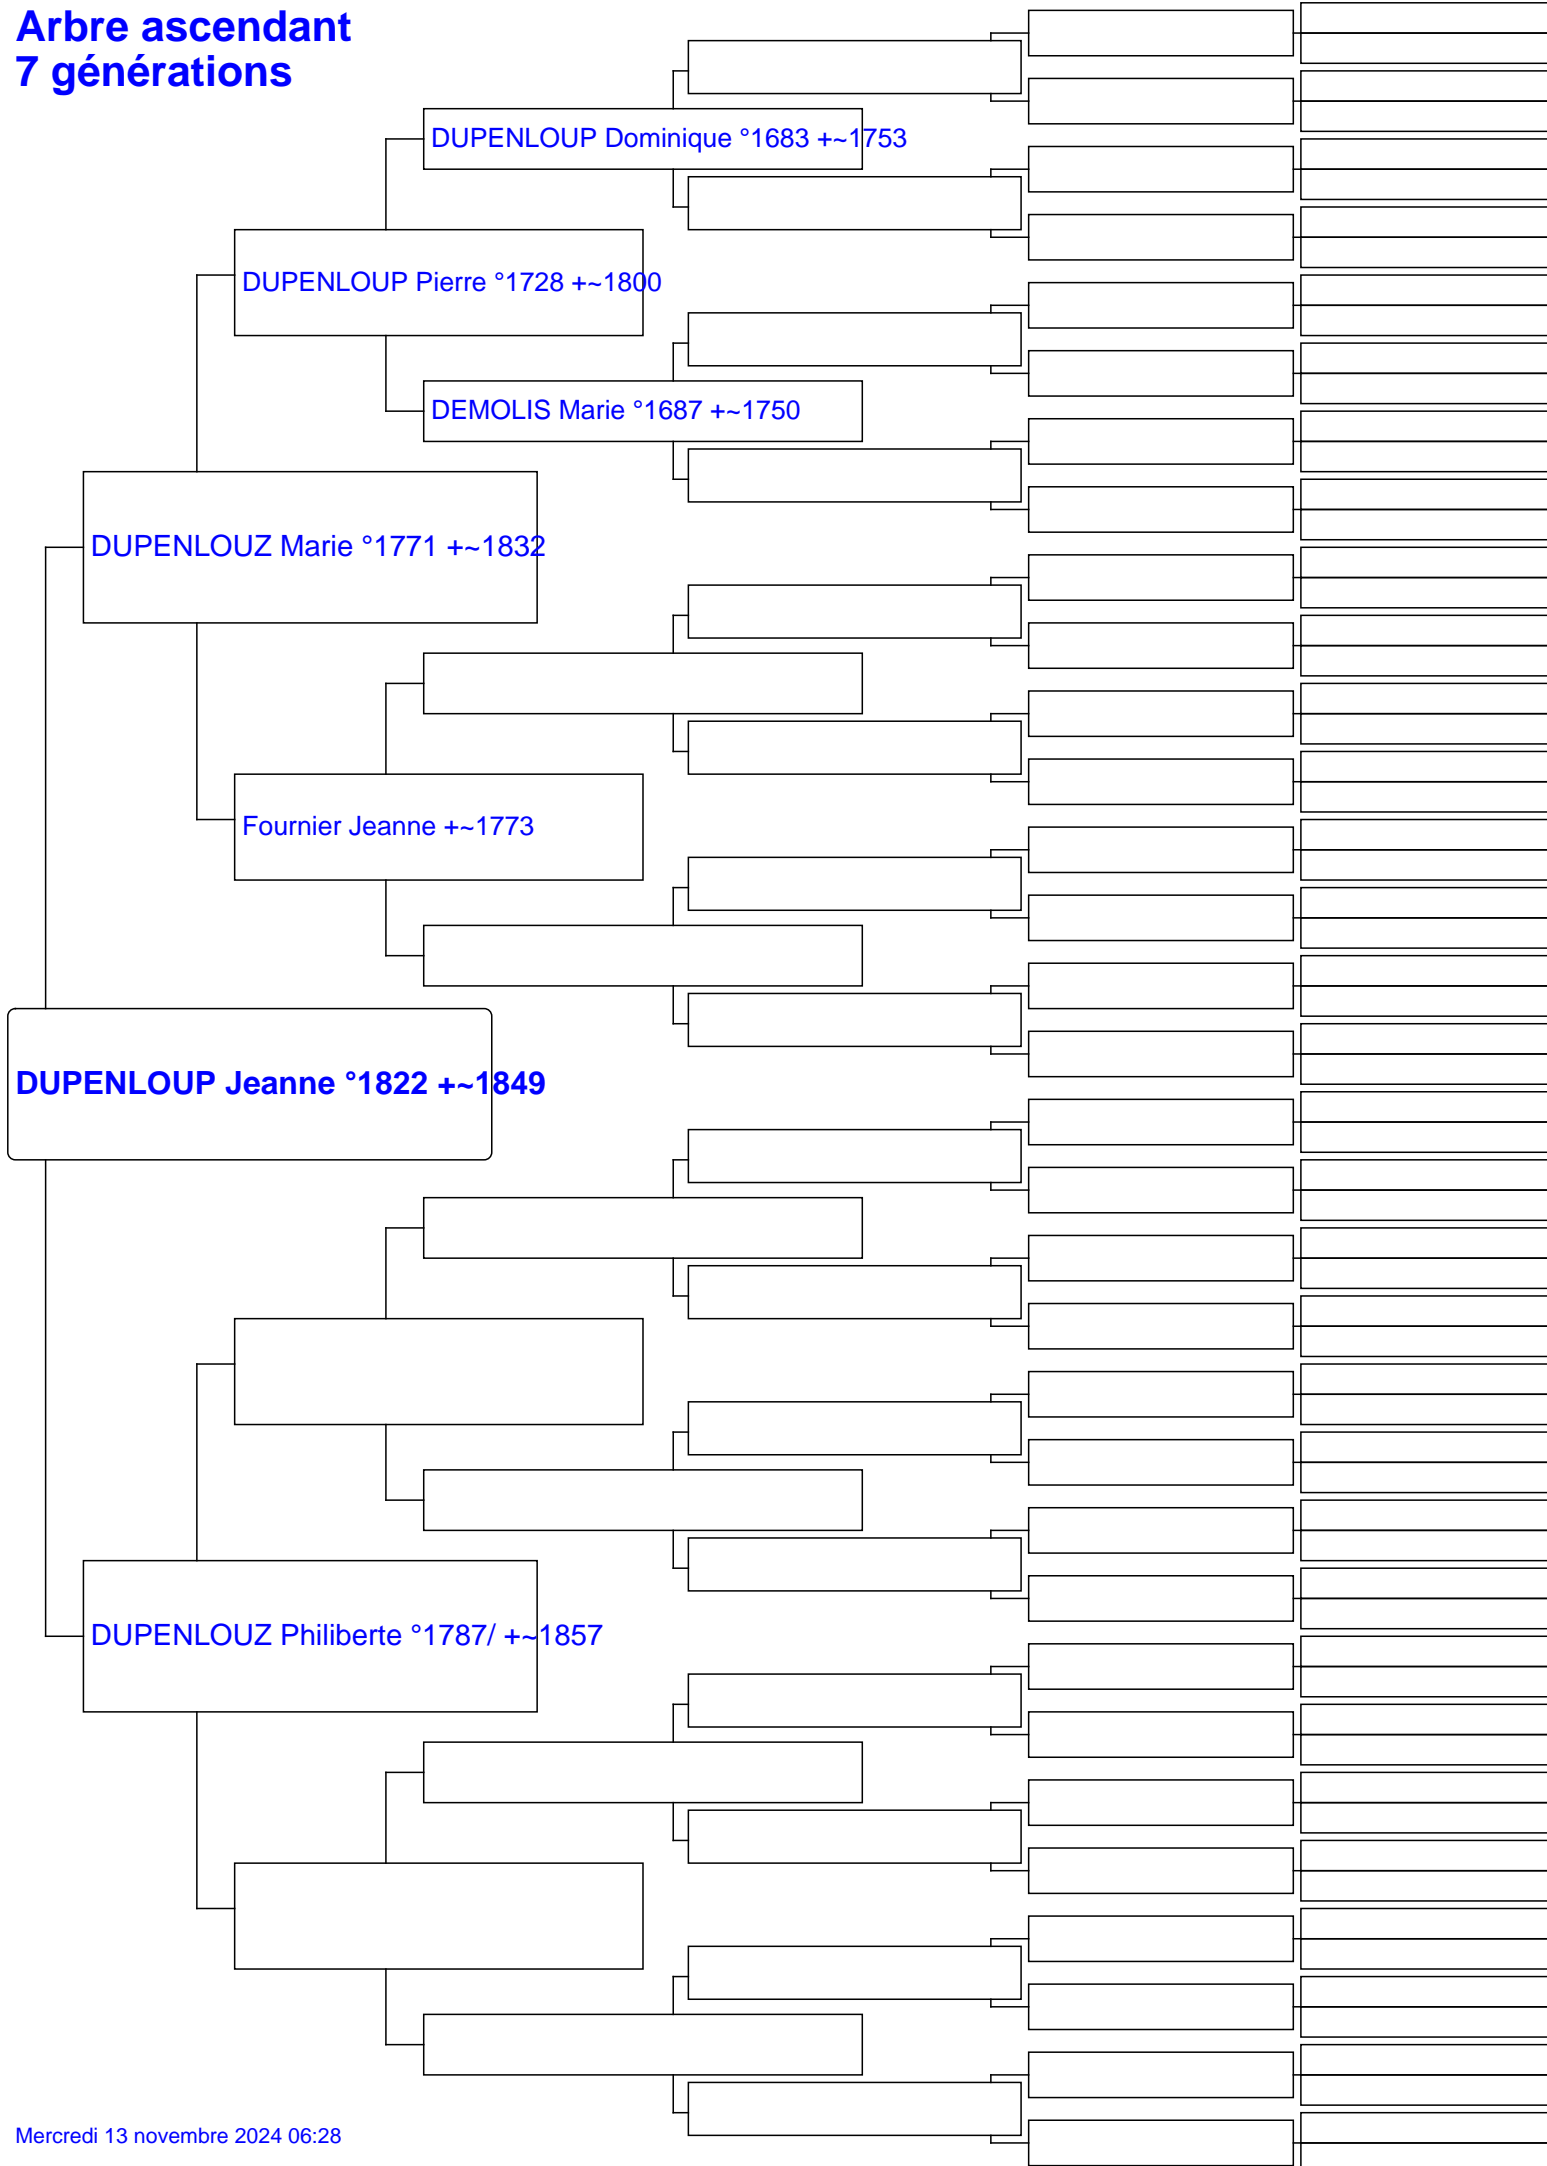 Arbre ascendant
7 générations
DUPENLOUP Dominique °1683 +~1753
DUPENLOUP Pierre °1728 +~1800
DEMOLIS Marie °1687 +~1750
DUPENLOUZ Marie °1771 +~1832
Fournier Jeanne +~1773
DUPENLOUP Jeanne °1822 +~1849
DUPENLOUZ Philiberte °1787/ +~1857
Mercredi 13 novembre 2024 06:28